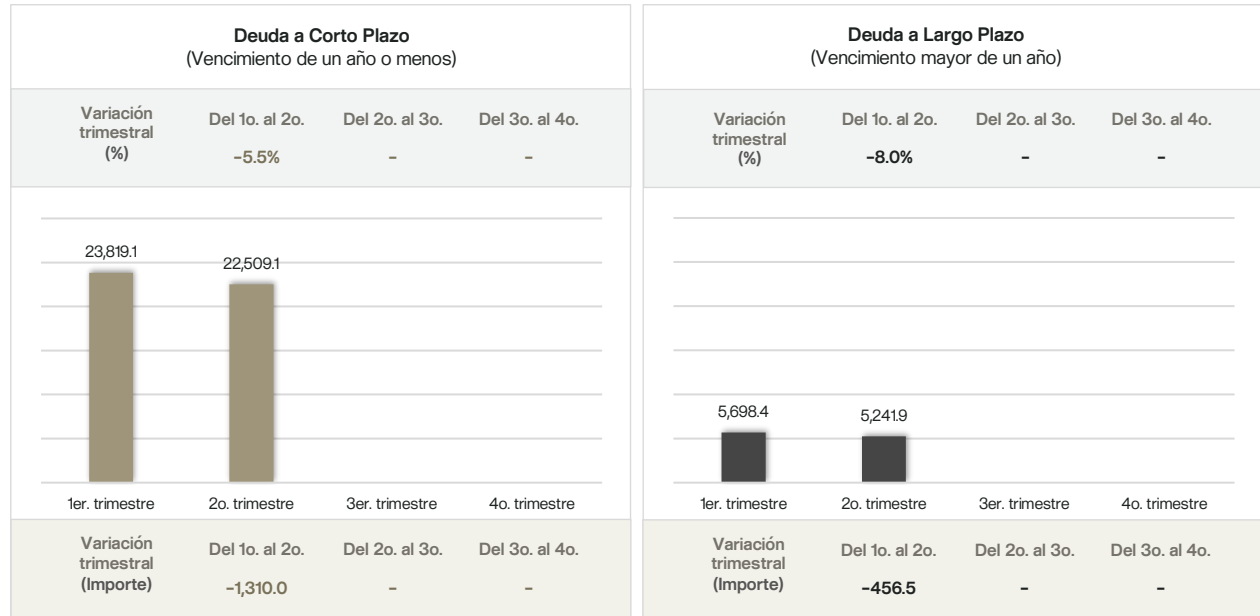 Deuda a Corto Plazo
(Vencimiento de un año o menos)
Variación
trimestral
(%)
Del 1o. al 2o.
Del 2o. al 3o.
Del 3o. al 4o.
-5.5%
-
-
23,819.1
22,509.1
1er. trimestre
2o. trimestre
3er. trimestre
4o. trimestre
Variación
trimestral
(Importe)
Del 1o. al 2o.
Del 2o. al 3o.
Del 3o. al 4o.
-1,310.0
-
-
Deuda a Largo Plazo
(Vencimiento mayor de un año)
Variación
trimestral
(%)
Del 1o. al 2o.
Del 2o. al 3o.
Del 3o. al 4o.
-8.0%
-
-
5,698.4
5,241.9
1er. trimestre
2o. trimestre
3er. trimestre
4o. trimestre
Variación
trimestral
(Importe)
Del 1o. al 2o.
Del 2o. al 3o.
Del 3o. al 4o.
-456.5
-
-